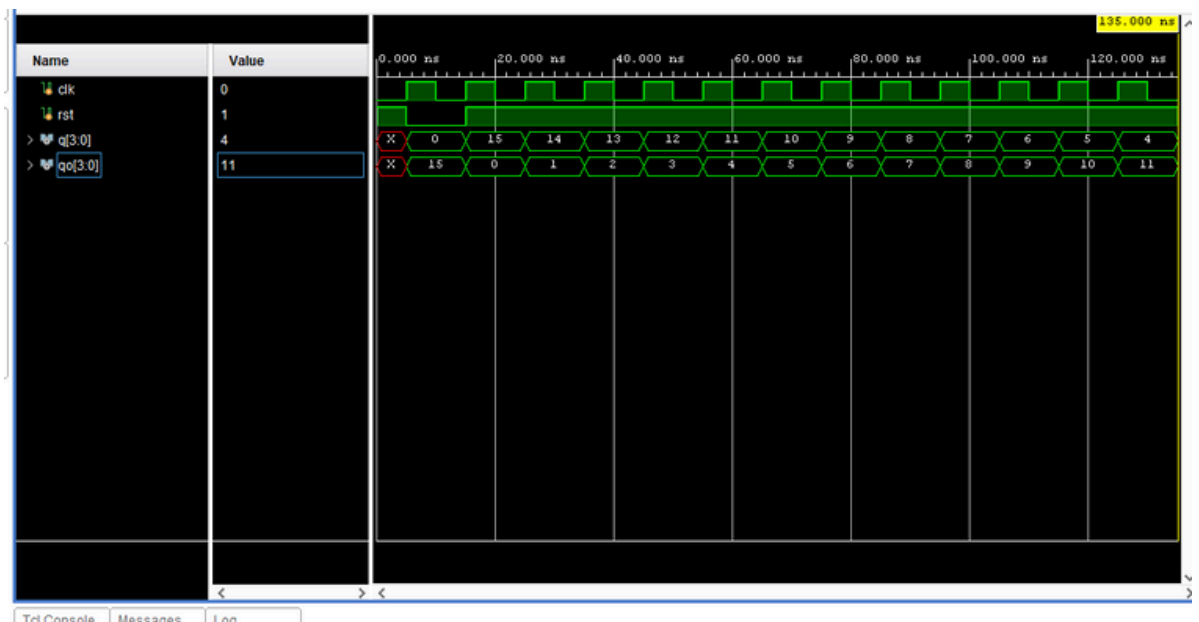 135.000 ns
Name Value 0.000 ns 20.000 ns 40.000 ns 60.000 ns 80.000 ns 100.000 ns 120.000 ns
clk 0
rst 1
q[3:0] 4 X 0 15 14 13 12 11 10 9 8 7 6 5 4
qo[3:0] 11 X 15 0 1 2 3 4 5 6 7 8 9 10 11
Tcl Console Messages Log